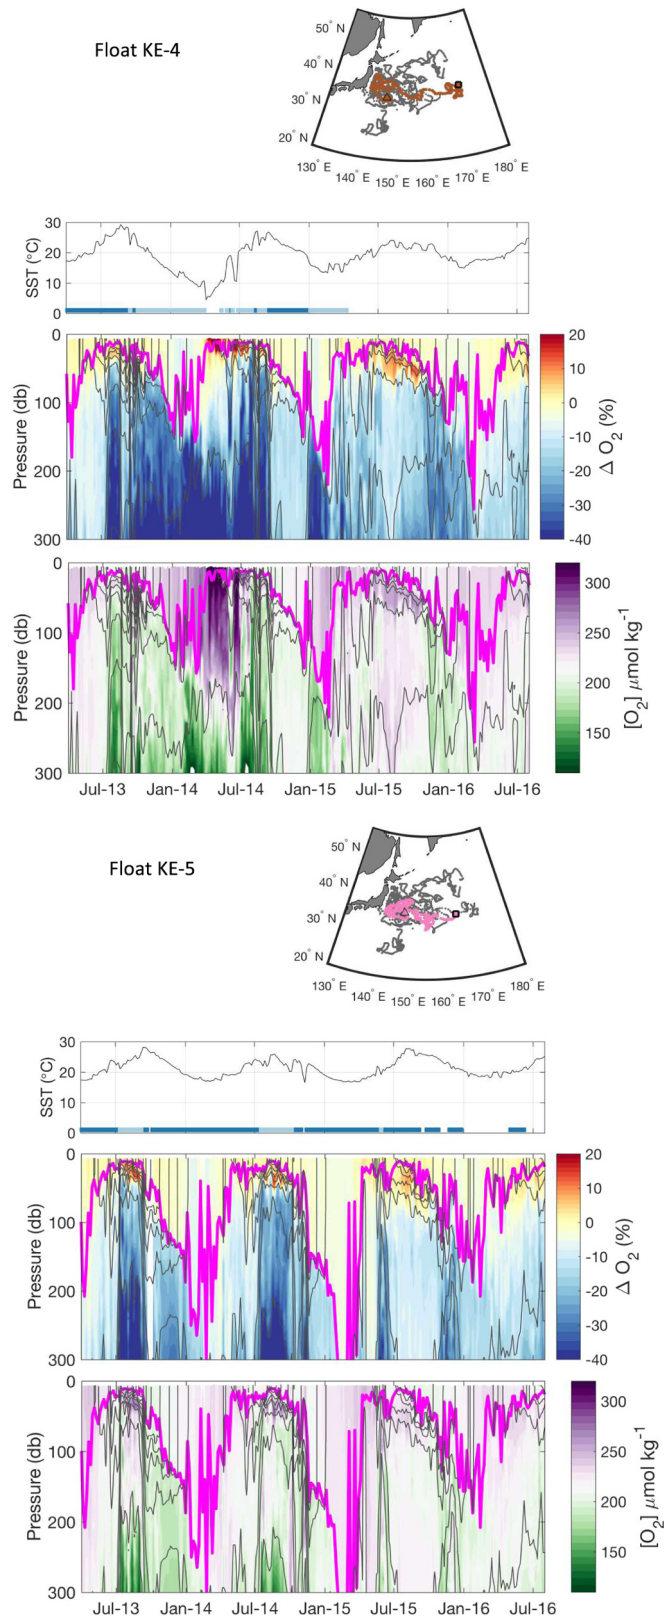 Float KE-4
50° N
40° N
30° N
20° N
130° E
140° E
150° E
160° E
170° E
180° E
SST (°C)
30
20
10
0
Pressure (db)
0
100
200
300
Δ O₂ (%)
20
10
0
-10
-20
-30
-40
Pressure (db)
0
100
200
300
[O₂] μmol kg⁻¹
300
250
200
150
Jul-13 Jan-14 Jul-14 Jan-15 Jul-15 Jan-16 Jul-16
Float KE-5
50° N
40° N
30° N
20° N
130° E
140° E
150° E
160° E
170° E
180° E
SST (°C)
30
20
10
0
Pressure (db)
0
100
200
300
Δ O₂ (%)
20
10
0
-10
-20
-30
-40
Pressure (db)
0
100
200
300
[O₂] μmol kg⁻¹
300
250
200
150
Jul-13 Jan-14 Jul-14 Jan-15 Jul-15 Jan-16 Jul-16